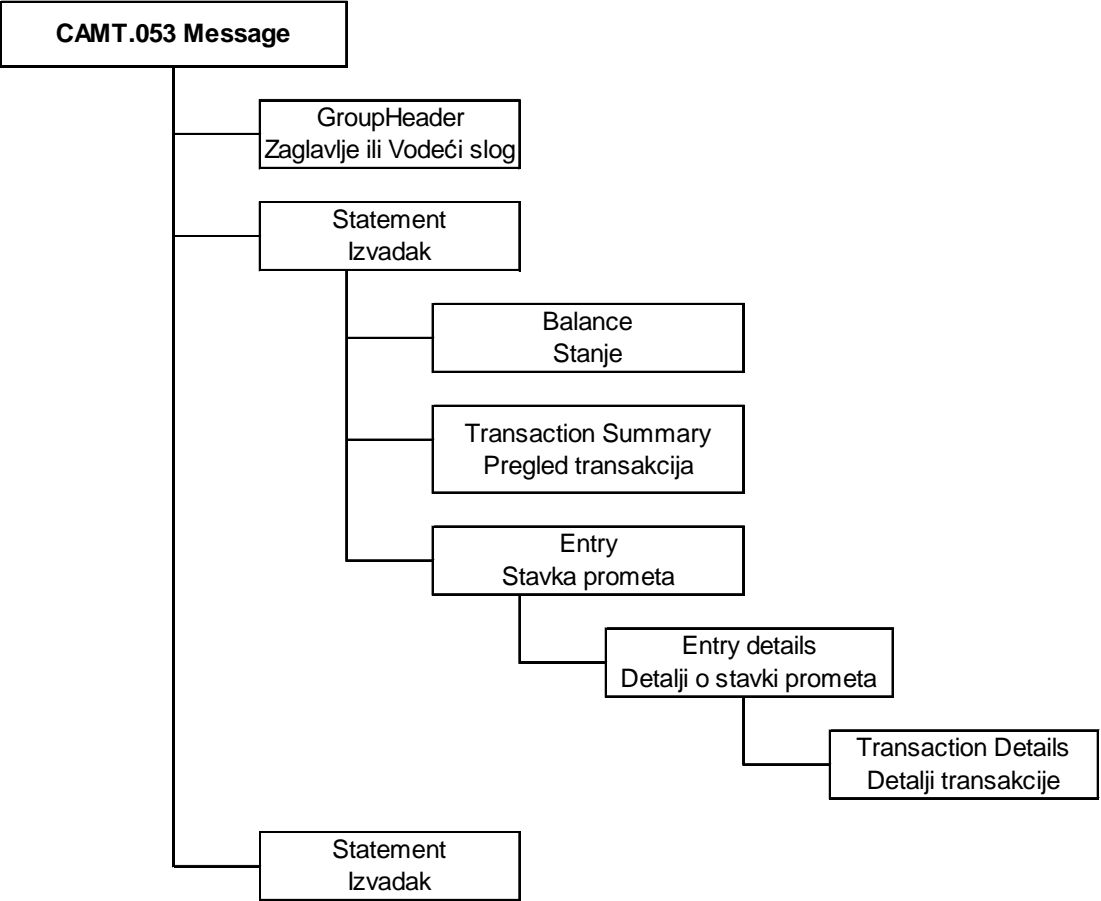 CAMT.053 Message
GroupHeader
Zaglavlje ili Vodeći slog
Statement
Izvadak
Balance
Stanje
Transaction Summary
Pregled transakcija
Entry
Stavka prometa
Entry details
Detalji o stavki prometa
Transaction Details
Detalji transakcije
Statement
Izvadak